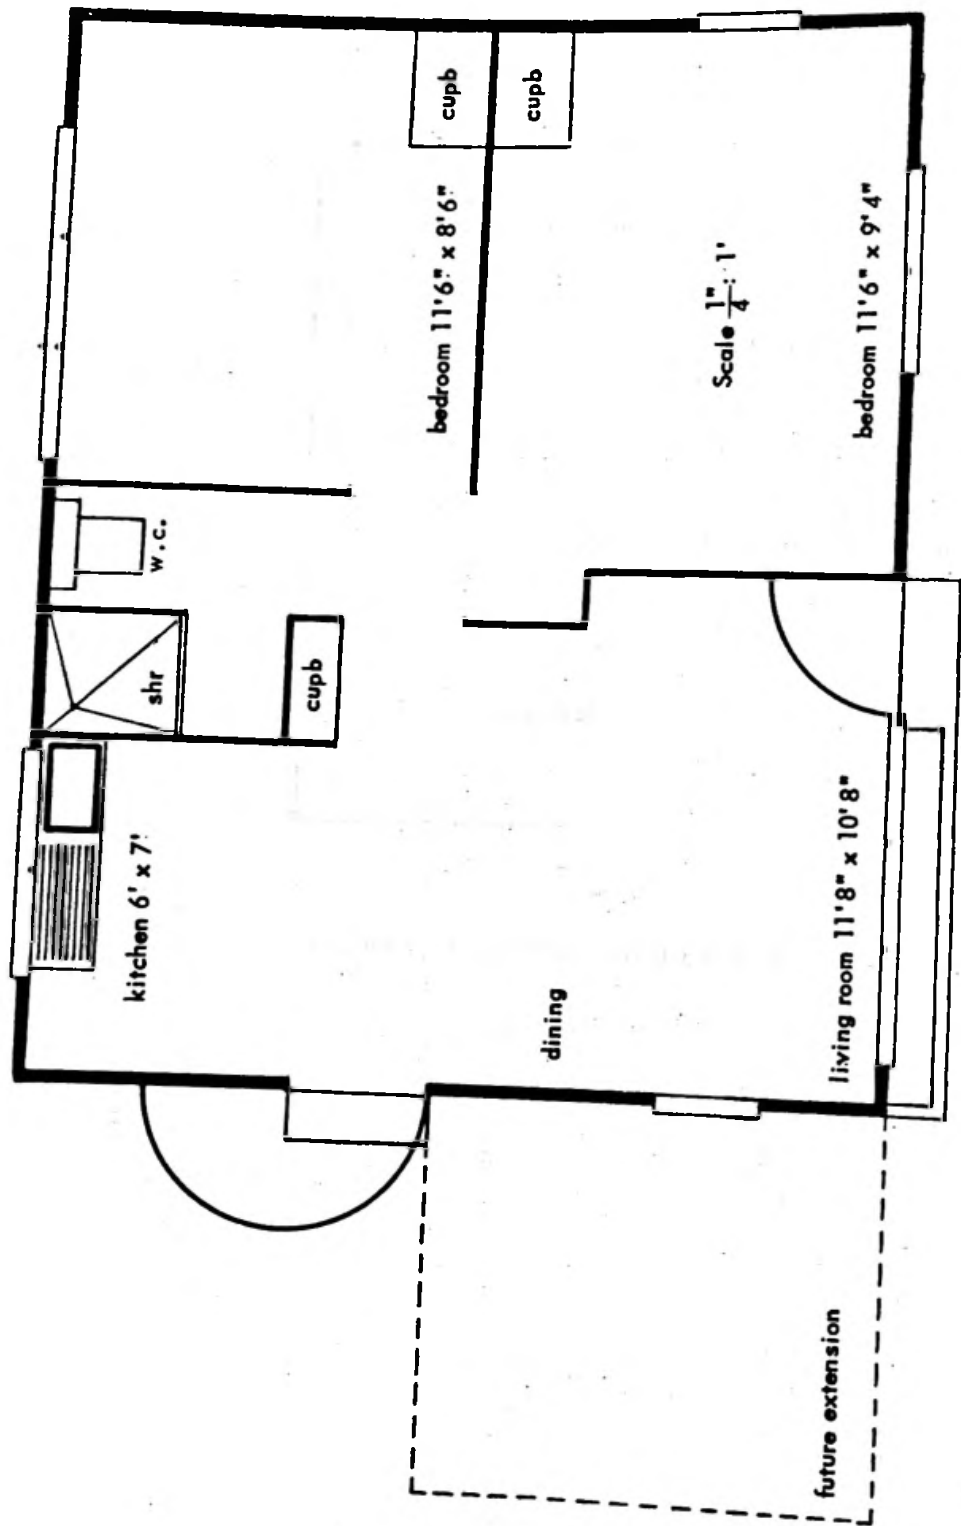 cupb
cupb
bedroom 11'6" x 8'6"
Scale 1"/4: 1'
bedroom 11'6" x 9'4"
w.c.
shr
cupb
kitchen 6' x 7'
dining
living room 11'8" x 10'8"
future extension